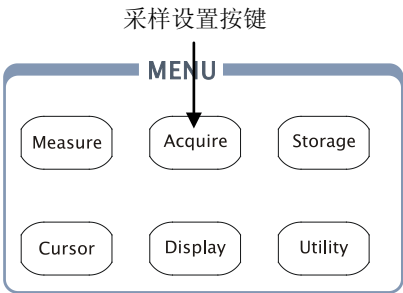 采样设置按键
MENU
Measure Acquire Storage
Cursor Display Utility